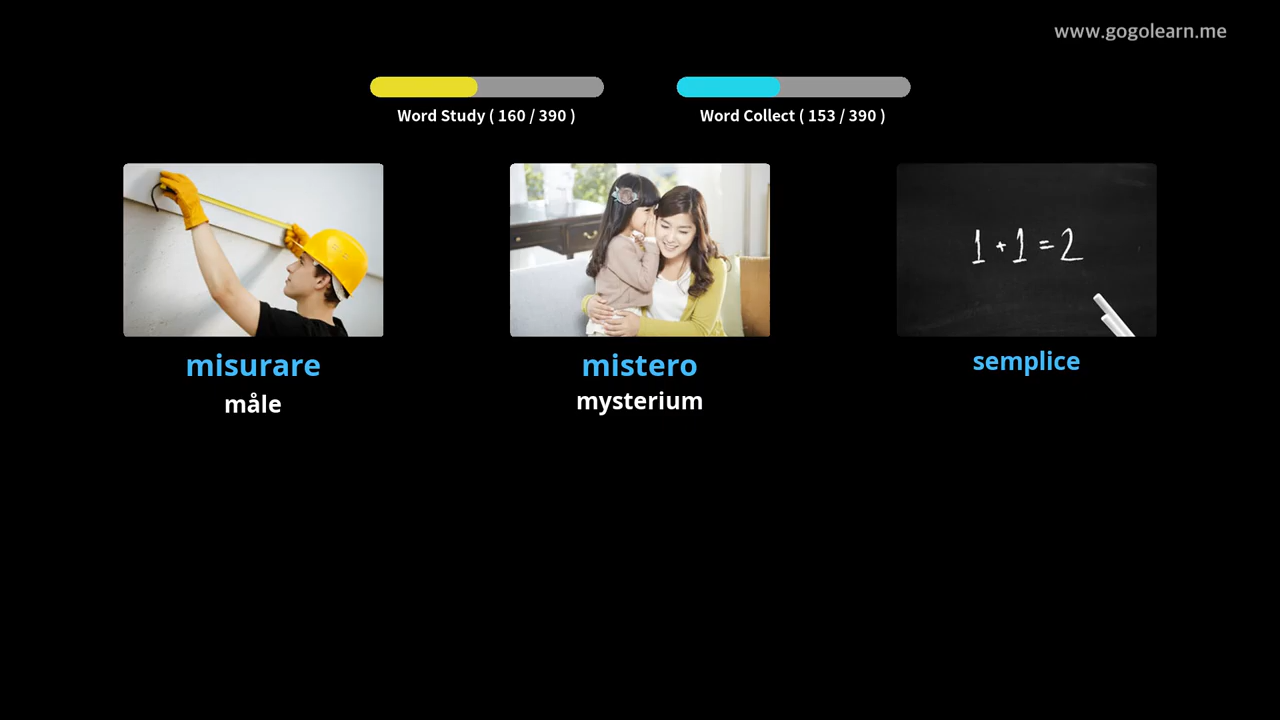 www.gogolearn.me
Word Study ( 160 / 390 )
Word Collect ( 153 / 390 )
1 + 1 = 2
misurare
måle
mistero
mysterium
semplice